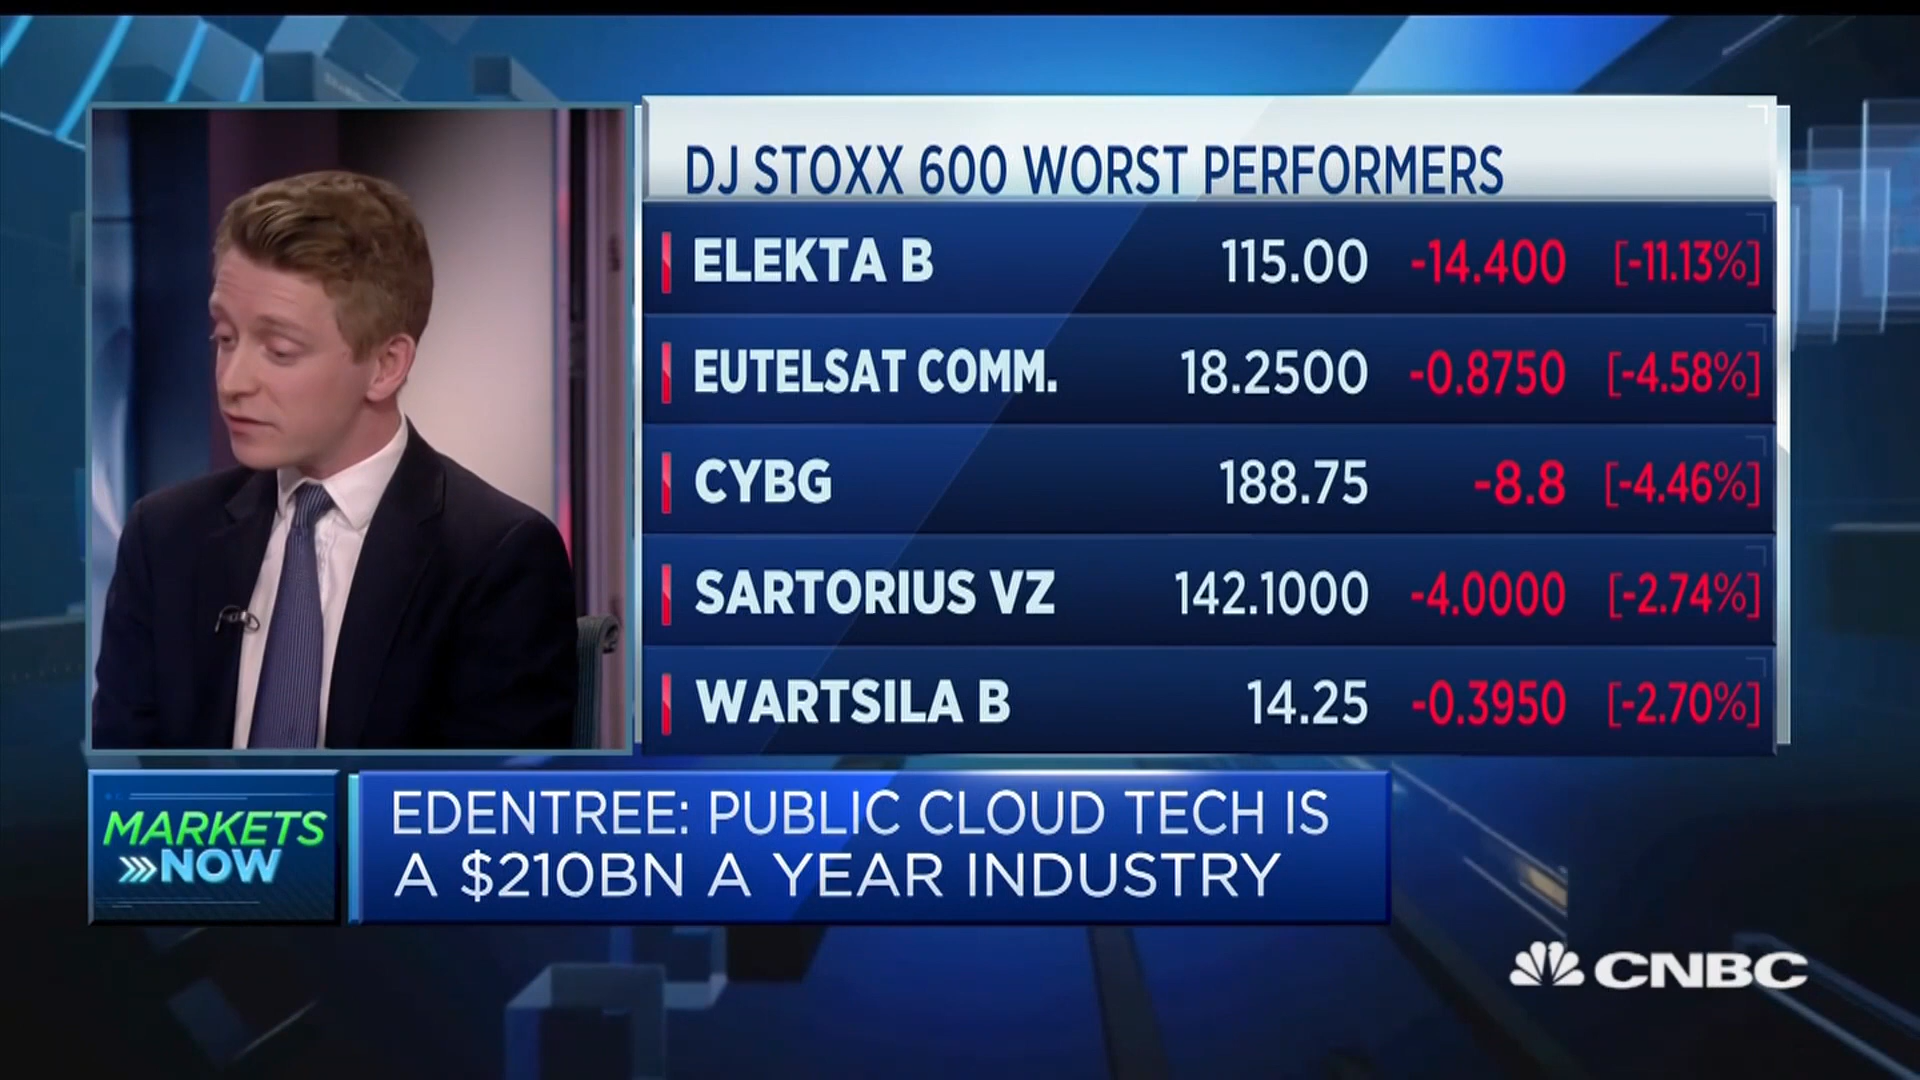 DJ STOXX 600 WORST PERFORMERS
ELEKTA B 115.00 -14.400 [-11.13%]
EUTELSAT COMM. 18.2500 -0.8750 [-4.58%]
CYBG 188.75 -8.8 [-4.46%]
SARTORIUS VZ 142.1000 -4.0000 [-2.74%]
WARTSILA B 14.25 -0.3950 [-2.70%]
MARKETS
NOW
EDENTREE: PUBLIC CLOUD TECH IS
A $210BN A YEAR INDUSTRY
CNBC